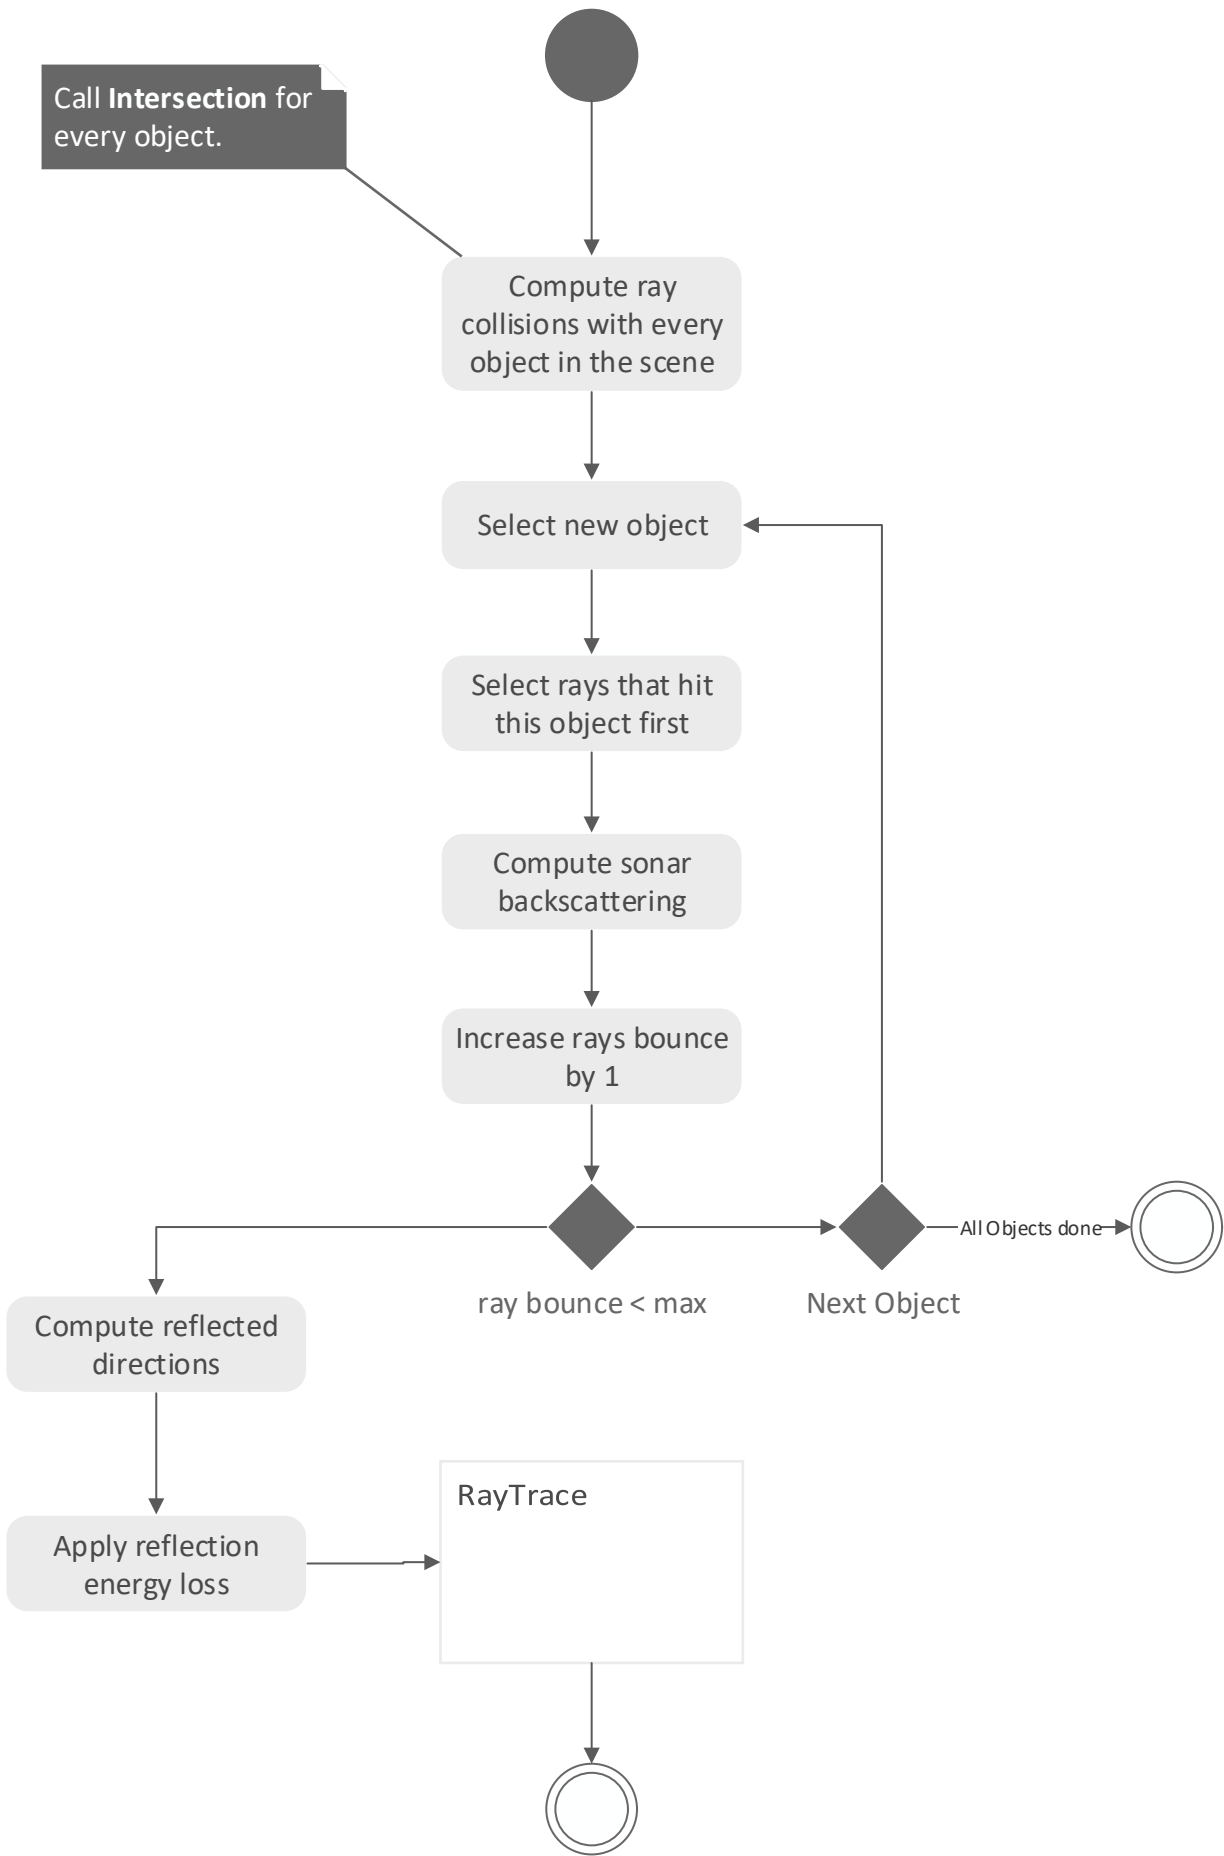 Call Intersection for
every object.
Compute ray
collisions with every
object in the scene
Select new object
Select rays that hit
this object first
Compute sonar
backscattering
Increase rays bounce
by 1
All Objects done
ray bounce < max
Next Object
Compute reflected
directions
RayTrace
Apply reflection
energy loss